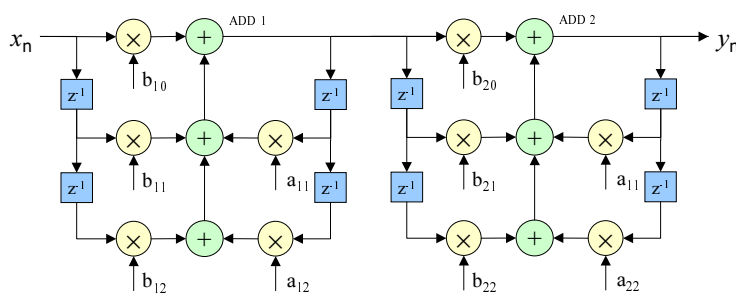 xn ADD 1 ADD 2 yn
× + × +
b10 b20
z-1 z-1 z-1 z-1
× + × × + ×
b11 a11 b21 a11
z-1 z-1 z-1 z-1
× + × × + ×
b12 a12 b22 a22